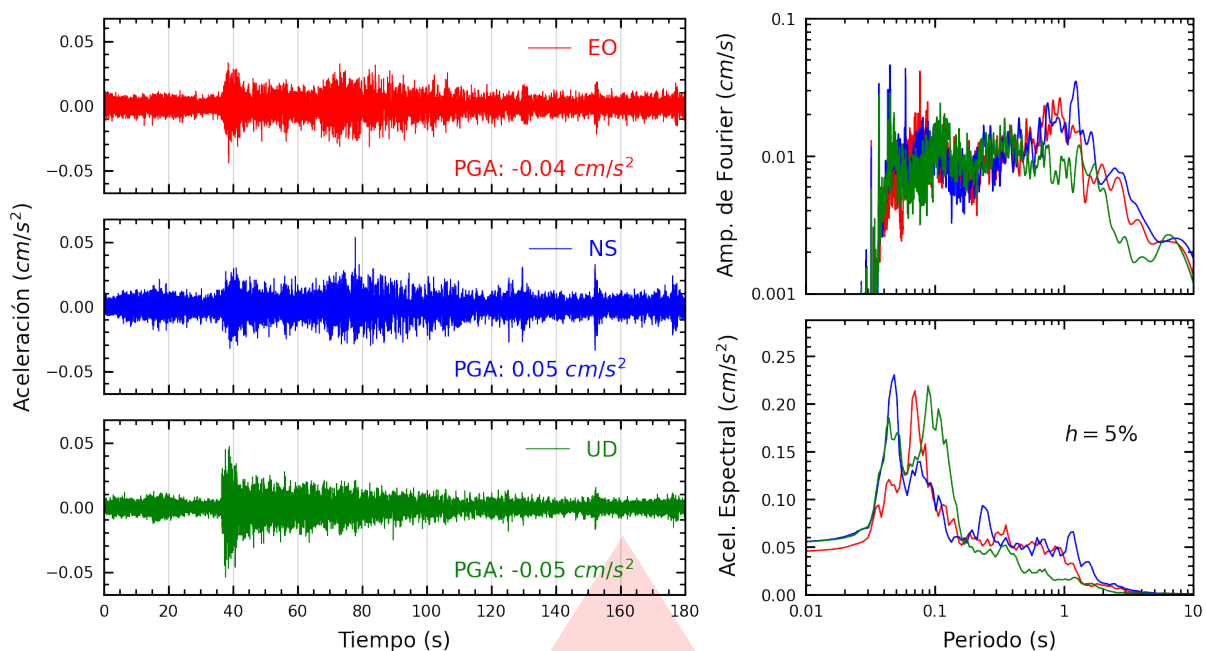 Aceleración (cm/s²)
0.05
0.00
−0.05
EO
PGA: -0.04 cm/s²
0.05
0.00
−0.05
NS
PGA: 0.05 cm/s²
0.05
0.00
−0.05
UD
PGA: -0.05 cm/s²
0 20 40 60 80 100 120 140 160 180
Tiempo (s)
Amp. de Fourier (cm/s)
0.1
0.01
0.001
Acel. Espectral (cm/s²)
0.25
0.20
0.15
0.10
0.05
0.00
h = 5%
0.01 0.1 1 10
Periodo (s)